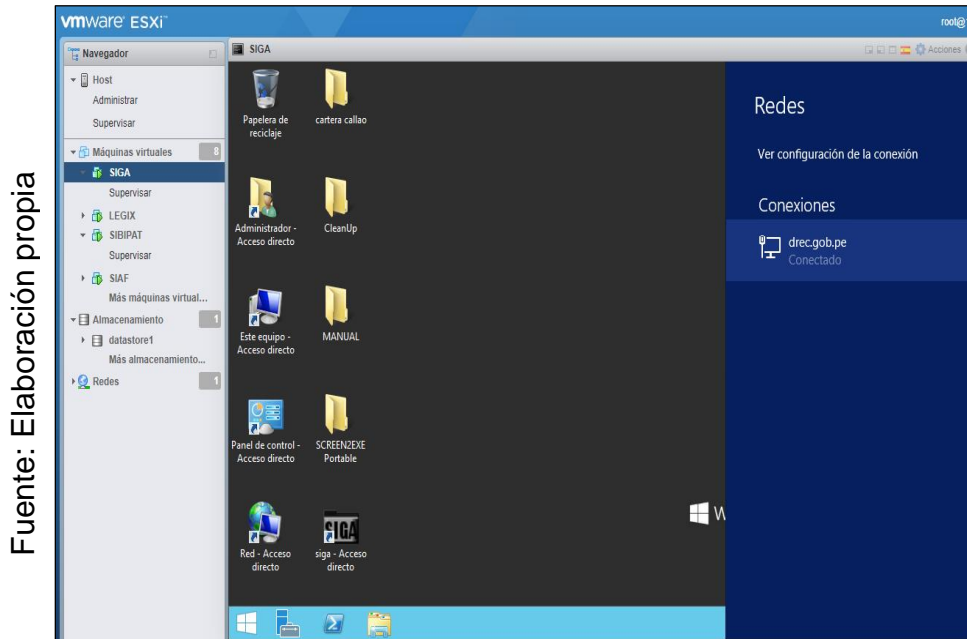 Fuente: Elaboración propia
vmware ESXi™
root@
Navegador
Host
Administrar
Supervisar
Máquinas virtuales 8
SIGA
Supervisar
LEGIX
SIBIPAT
Supervisar
SIAF
Más máquinas virtual...
Almacenamiento 1
datastore1
Más almacenamiento...
Redes 1
SIGA
Acciones
Papelera de
reciclaje
cartera callao
Administrador -
Acceso directo
CleanUp
Este equipo -
Acceso directo
MANUAL
Panel de control -
Acceso directo
SCREEN2EXE
Portable
Red - Acceso
directo
SIGA
siga - Acceso
directo
W
Redes
Ver configuración de la conexión
Conexiones
drec.gob.pe
Conectado